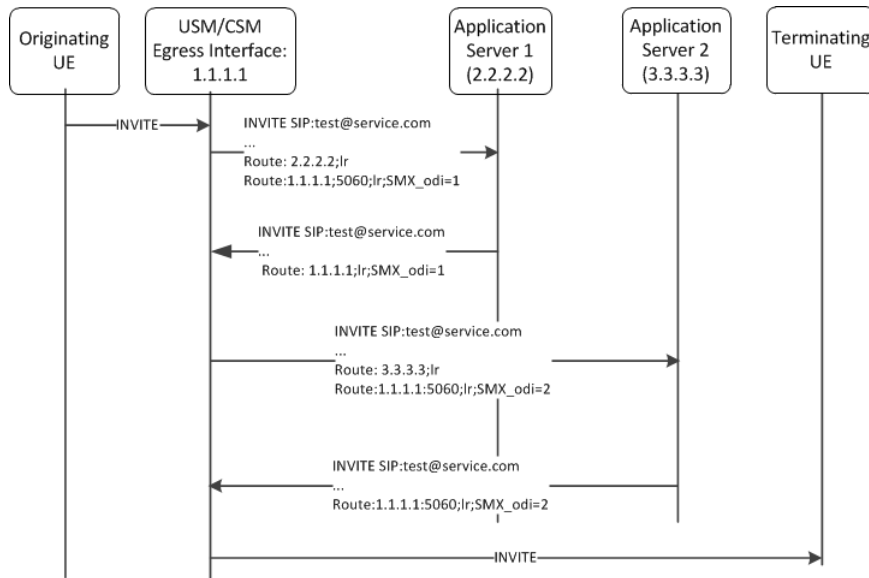 Originating
UE
USM/CSM
Egress Interface:
1.1.1.1
Application
Server 1
(2.2.2.2)
Application
Server 2
(3.3.3.3)
Terminating
UE
INVITE
INVITE SIP:test@service.com
...
Route: 2.2.2.2;lr
Route:1.1.1.1;5060;lr;SMX_odi=1
INVITE SIP:test@service.com
...
Route: 1.1.1.1;lr;SMX_odi=1
INVITE SIP:test@service.com
...
Route: 3.3.3.3;lr
Route:1.1.1.1:5060;lr;SMX_odi=2
INVITE SIP:test@service.com
...
Route:1.1.1.1:5060;lr;SMX_odi=2
INVITE